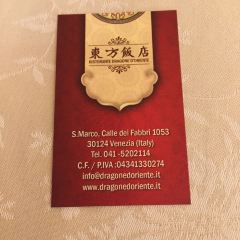 東方飯店
RISTORANTE DRAGONE D'ORIENTE
S.Marco, Calle dei Fabbri 1053
30124 Venezia (Italy)
Tel. 041 -5202114
C.F. / P.IVA :04341330274
info@dragonedoriente.it
www.dragonedoriente.it